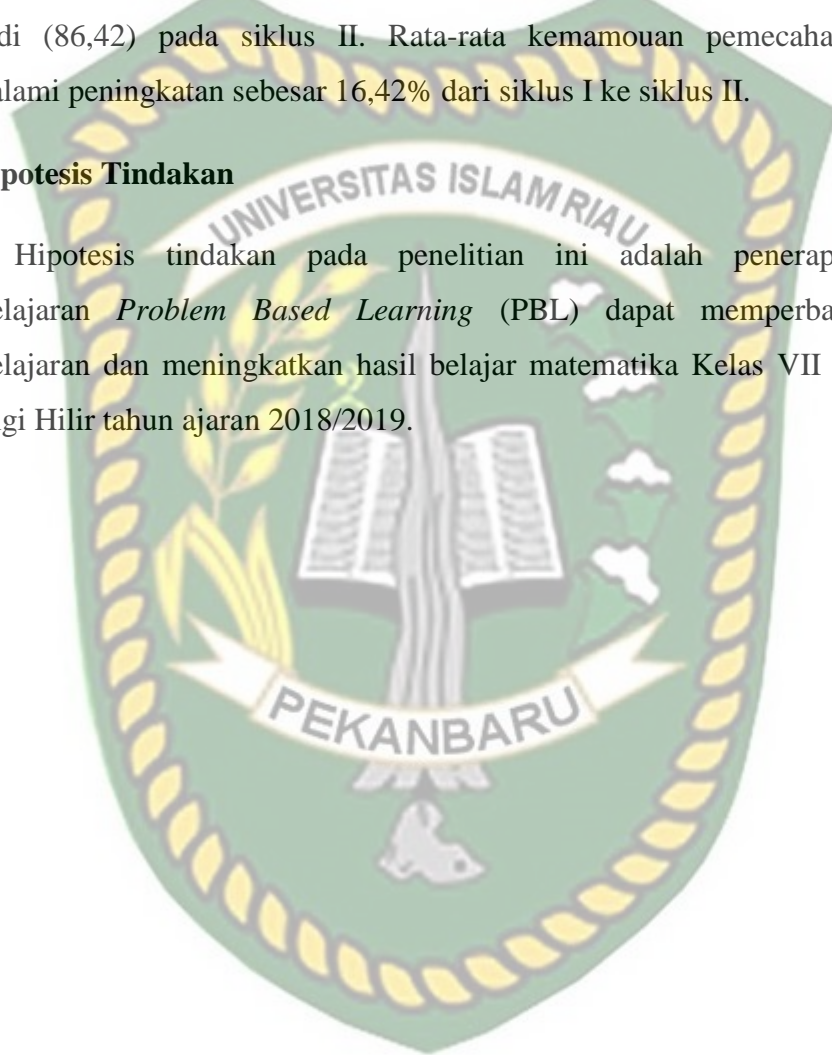 di (86,42) pada siklus II. Rata-rata kemamouan pemecaha
alami peningkatan sebesar 16,42% dari siklus I ke siklus II.
potesis Tindakan
UNIVERSITAS ISLAM RIAU
Hipotesis tindakan pada penelitian ini adalah penerap
elajaran Problem Based Learning (PBL) dapat memperba
elajaran dan meningkatkan hasil belajar matematika Kelas VII
gi Hilir tahun ajaran 2018/2019.
PEKANBARU